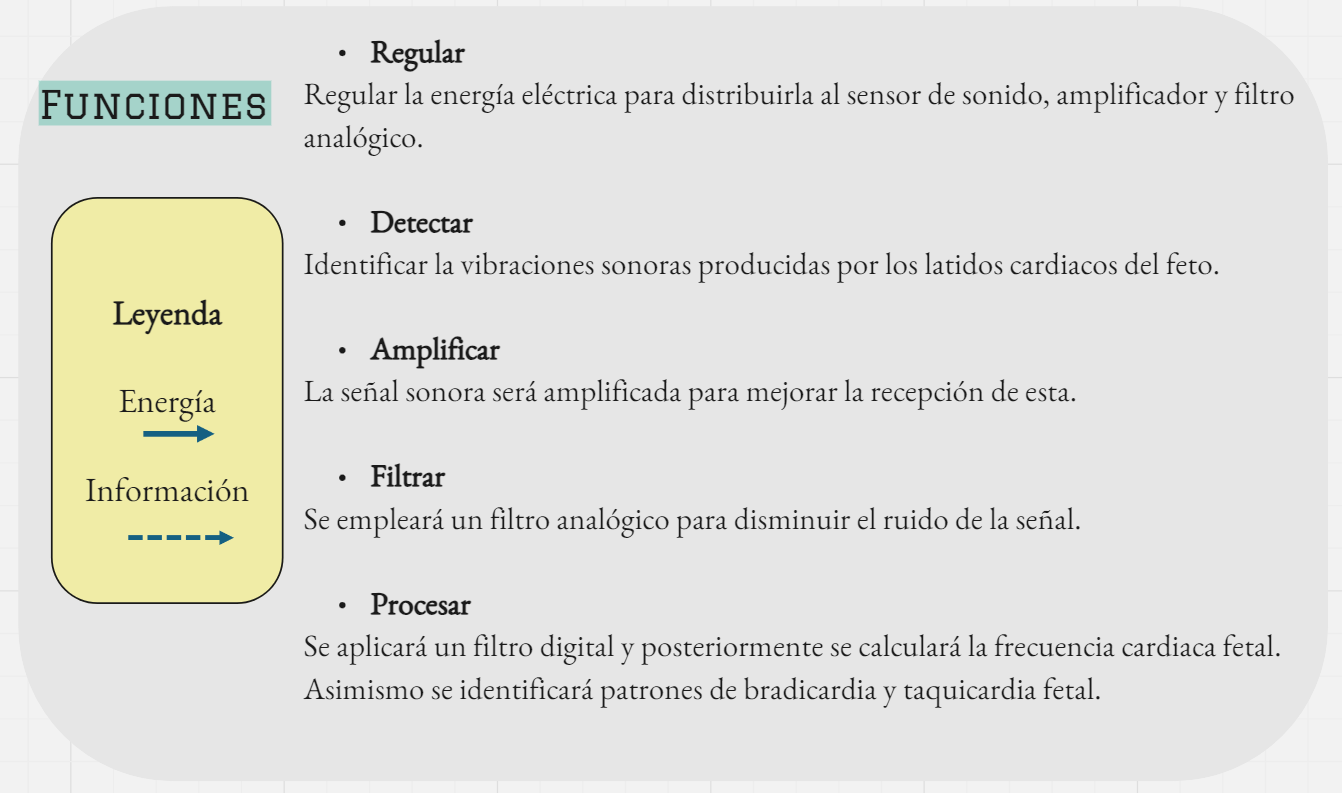 FUNCIONES
Leyenda
Energía
Información
• Regular
Regular la energía eléctrica para distribuirla al sensor de sonido, amplificador y filtro
analógico.
• Detectar
Identificar la vibraciones sonoras producidas por los latidos cardiacos del feto.
• Amplificar
La señal sonora será amplificada para mejorar la recepción de esta.
• Filtrar
Se empleará un filtro analógico para disminuir el ruido de la señal.
• Procesar
Se aplicará un filtro digital y posteriormente se calculará la frecuencia cardiaca fetal.
Asimismo se identificará patrones de bradicardia y taquicardia fetal.